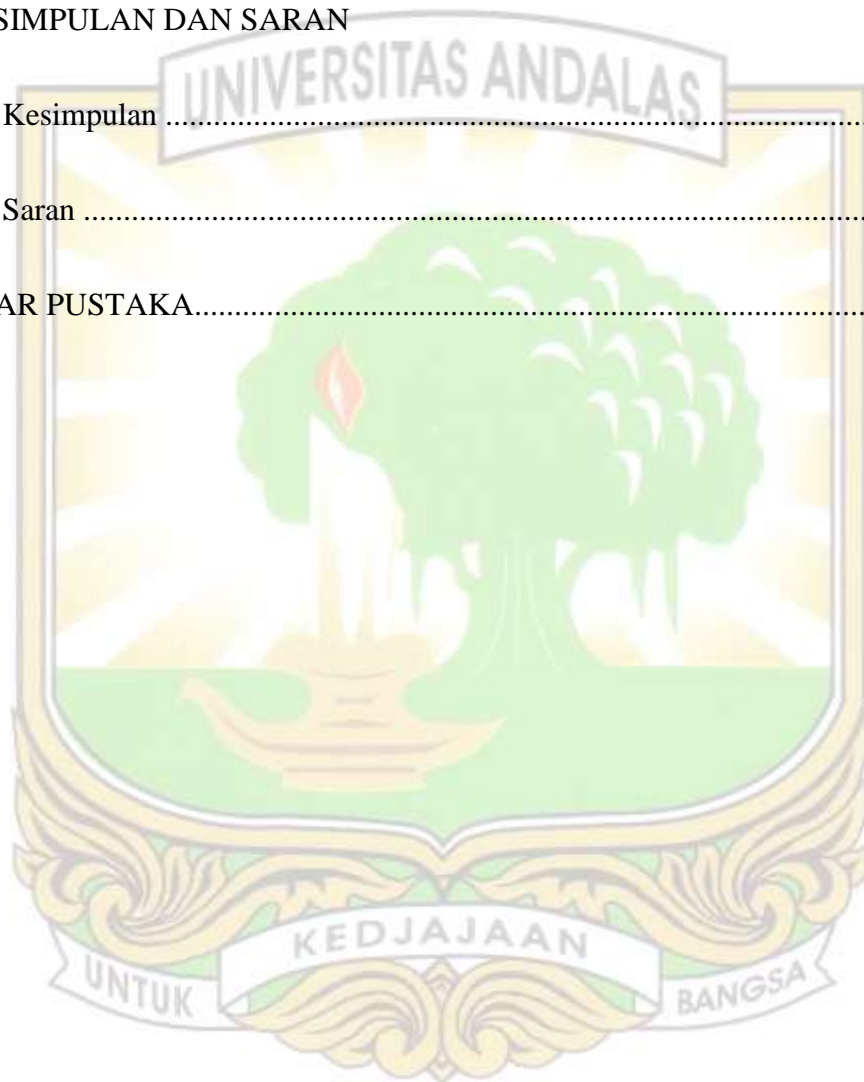 SIMPULAN DAN SARAN
UNIVERSITAS ANDALAS
Kesimpulan ........................................................................................
Saran ..................................................................................................
AR PUSTAKA.....................................................................................
KEDJAJAAN
UNTUK BANGSA